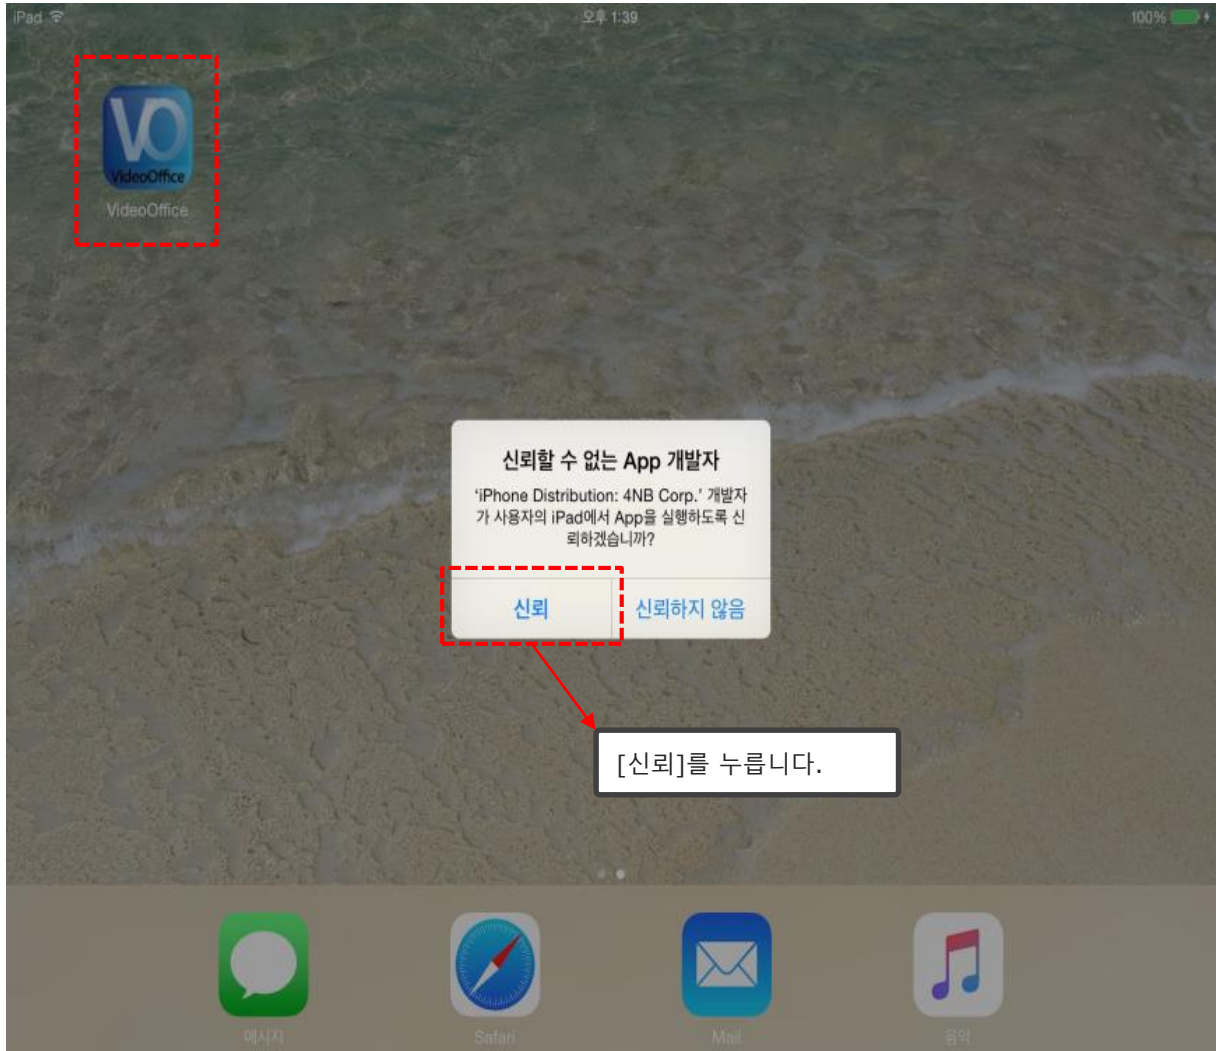 iPad
오후 1:39
100%
VO
VideoOffice
VideoOffice
신뢰할 수 없는 App 개발자
‘iPhone Distribution: 4NB Corp.’ 개발자
가 사용자의 iPad에서 App을 실행하도록 신
뢰하겠습니까?
신뢰
신뢰하지 않음
[신뢰]를 누릅니다.
메시지
Safari
Mail
음악